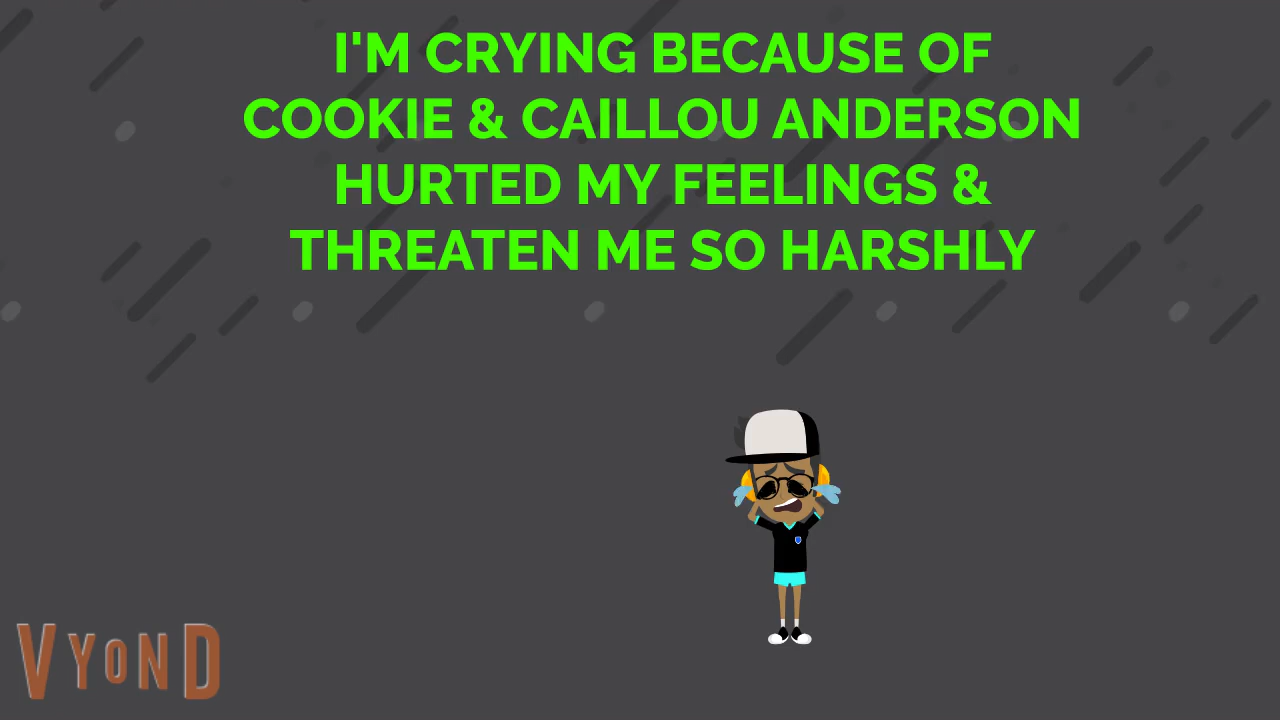 I'M CRYING BECAUSE OF
COOKIE & CAILLOU ANDERSON
HURTED MY FEELINGS &
THREATEN ME SO HARSHLY
VYOND